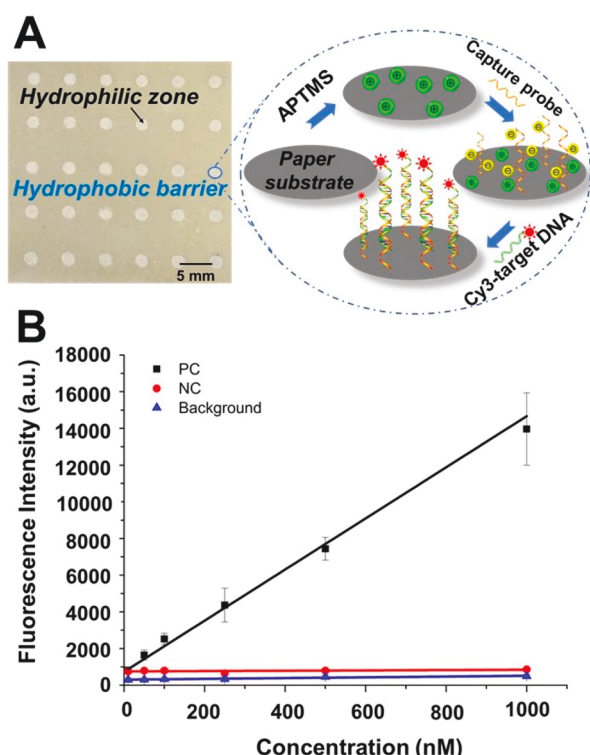 A
Hydrophilic zone
Hydrophobic barrier
5 mm
APTMS
Capture probe
Paper
substrate
Cy3-target DNA
B
Fluorescence Intensity (a.u.)
18000
16000
14000
12000
10000
8000
6000
4000
2000
0
PC
NC
Background
0
200
400
600
800
1000
Concentration (nM)